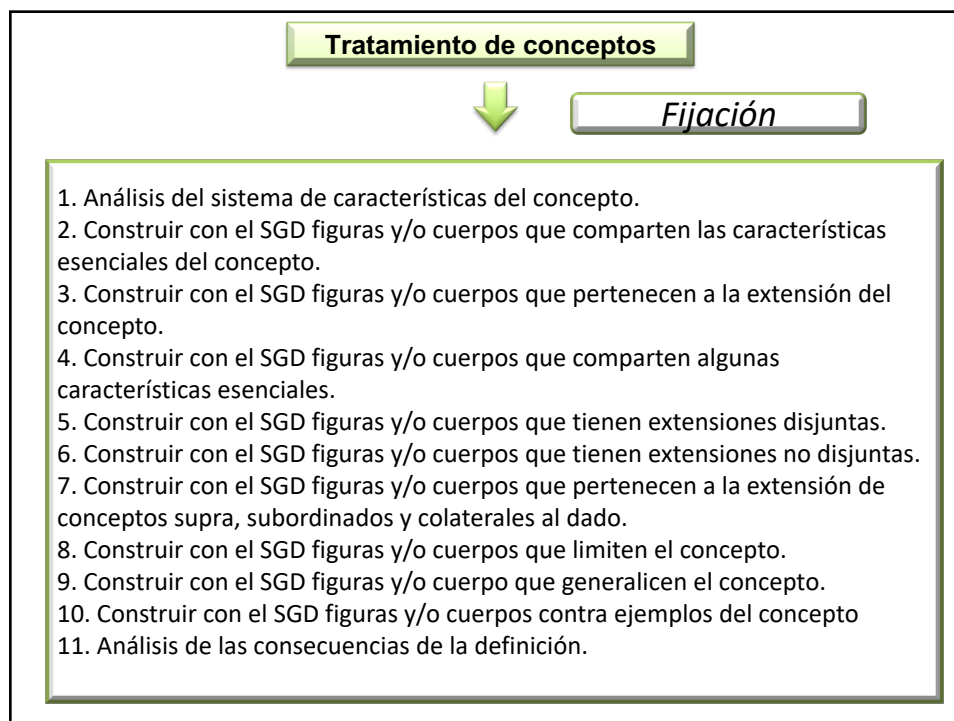 Tratamiento de conceptos
Fijación
1. Análisis del sistema de características del concepto.
2. Construir con el SGD figuras y/o cuerpos que comparten las características
esenciales del concepto.
3. Construir con el SGD figuras y/o cuerpos que pertenecen a la extensión del
concepto.
4. Construir con el SGD figuras y/o cuerpos que comparten algunas
características esenciales.
5. Construir con el SGD figuras y/o cuerpos que tienen extensiones disjuntas.
6. Construir con el SGD figuras y/o cuerpos que tienen extensiones no disjuntas.
7. Construir con el SGD figuras y/o cuerpos que pertenecen a la extensión de
conceptos supra, subordinados y colaterales al dado.
8. Construir con el SGD figuras y/o cuerpos que limiten el concepto.
9. Construir con el SGD figuras y/o cuerpo que generalicen el concepto.
10. Construir con el SGD figuras y/o cuerpos contra ejemplos del concepto
11. Análisis de las consecuencias de la definición.